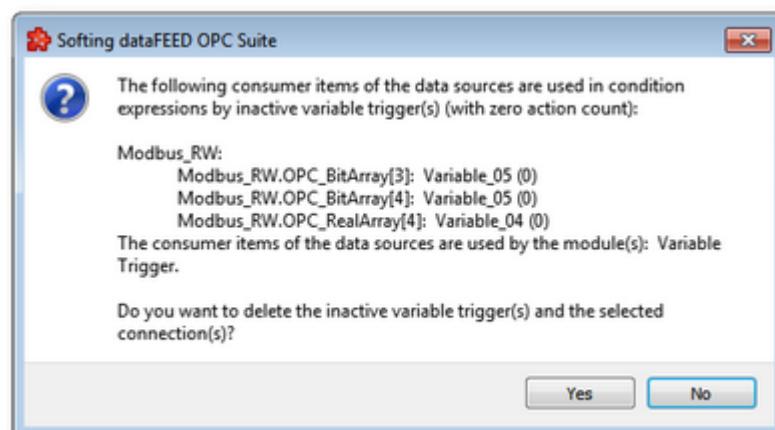 Softing dataFEED OPC Suite
The following consumer items of the data sources are used in condition
expressions by inactive variable trigger(s) (with zero action count):
Modbus_RW:
Modbus_RW.OPC_BitArray[3]: Variable_05 (0)
Modbus_RW.OPC_BitArray[4]: Variable_05 (0)
Modbus_RW.OPC_RealArray[4]: Variable_04 (0)
The consumer items of the data sources are used by the module(s): Variable
Trigger.
Do you want to delete the inactive variable trigger(s) and the selected
connection(s)?
Yes No